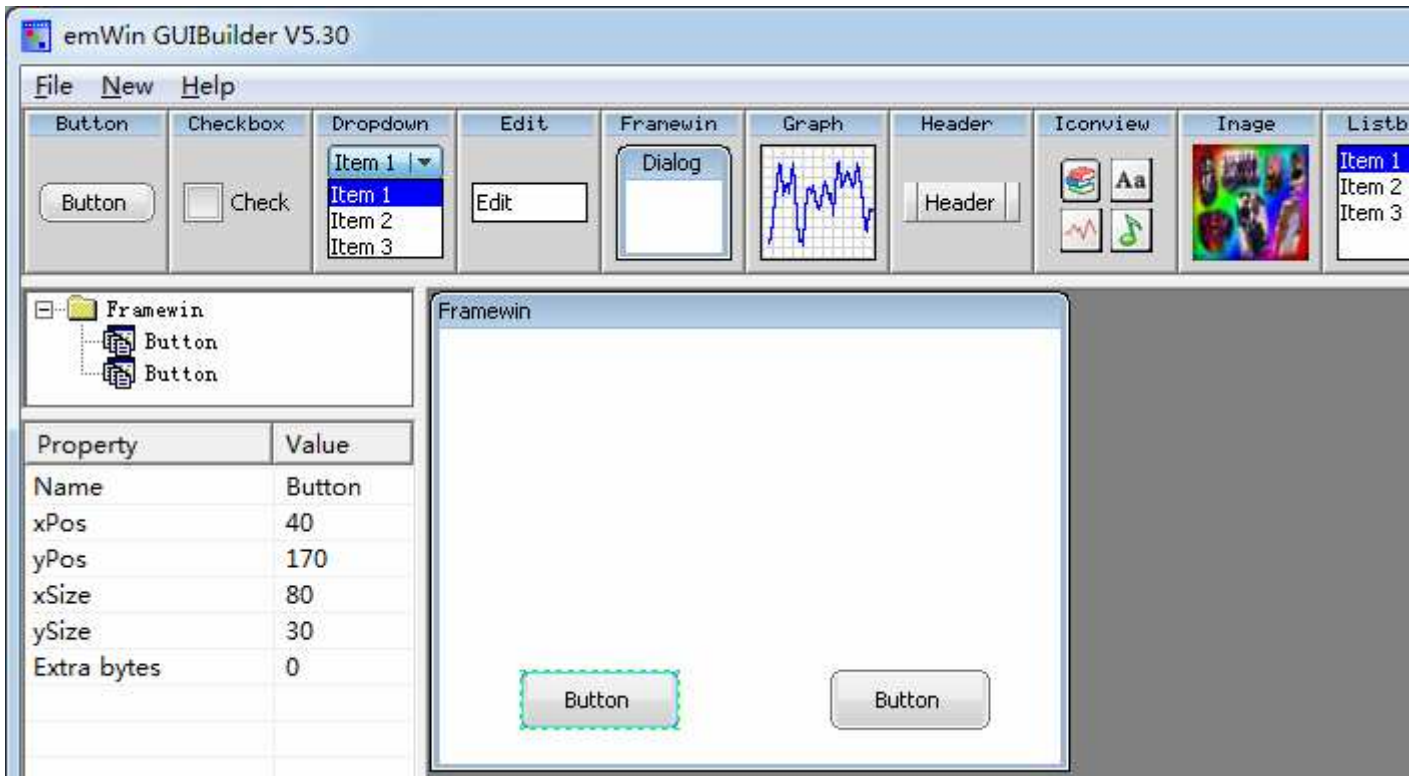 emWin GUIBuilder V5.30
File New Help
Button Checkbox Dropdown Edit Framewin Graph Header Iconview Image Listb
Item 1 Dialog Item 1
Button Check Item 1 Edit Header Aa Item 2
Item 2 Item 3
Item 3
Framewin
Button
Button
Framewin
Property Value
Name Button
xPos 40
yPos 170
xSize 80
ySize 30
Extra bytes 0
Button Button